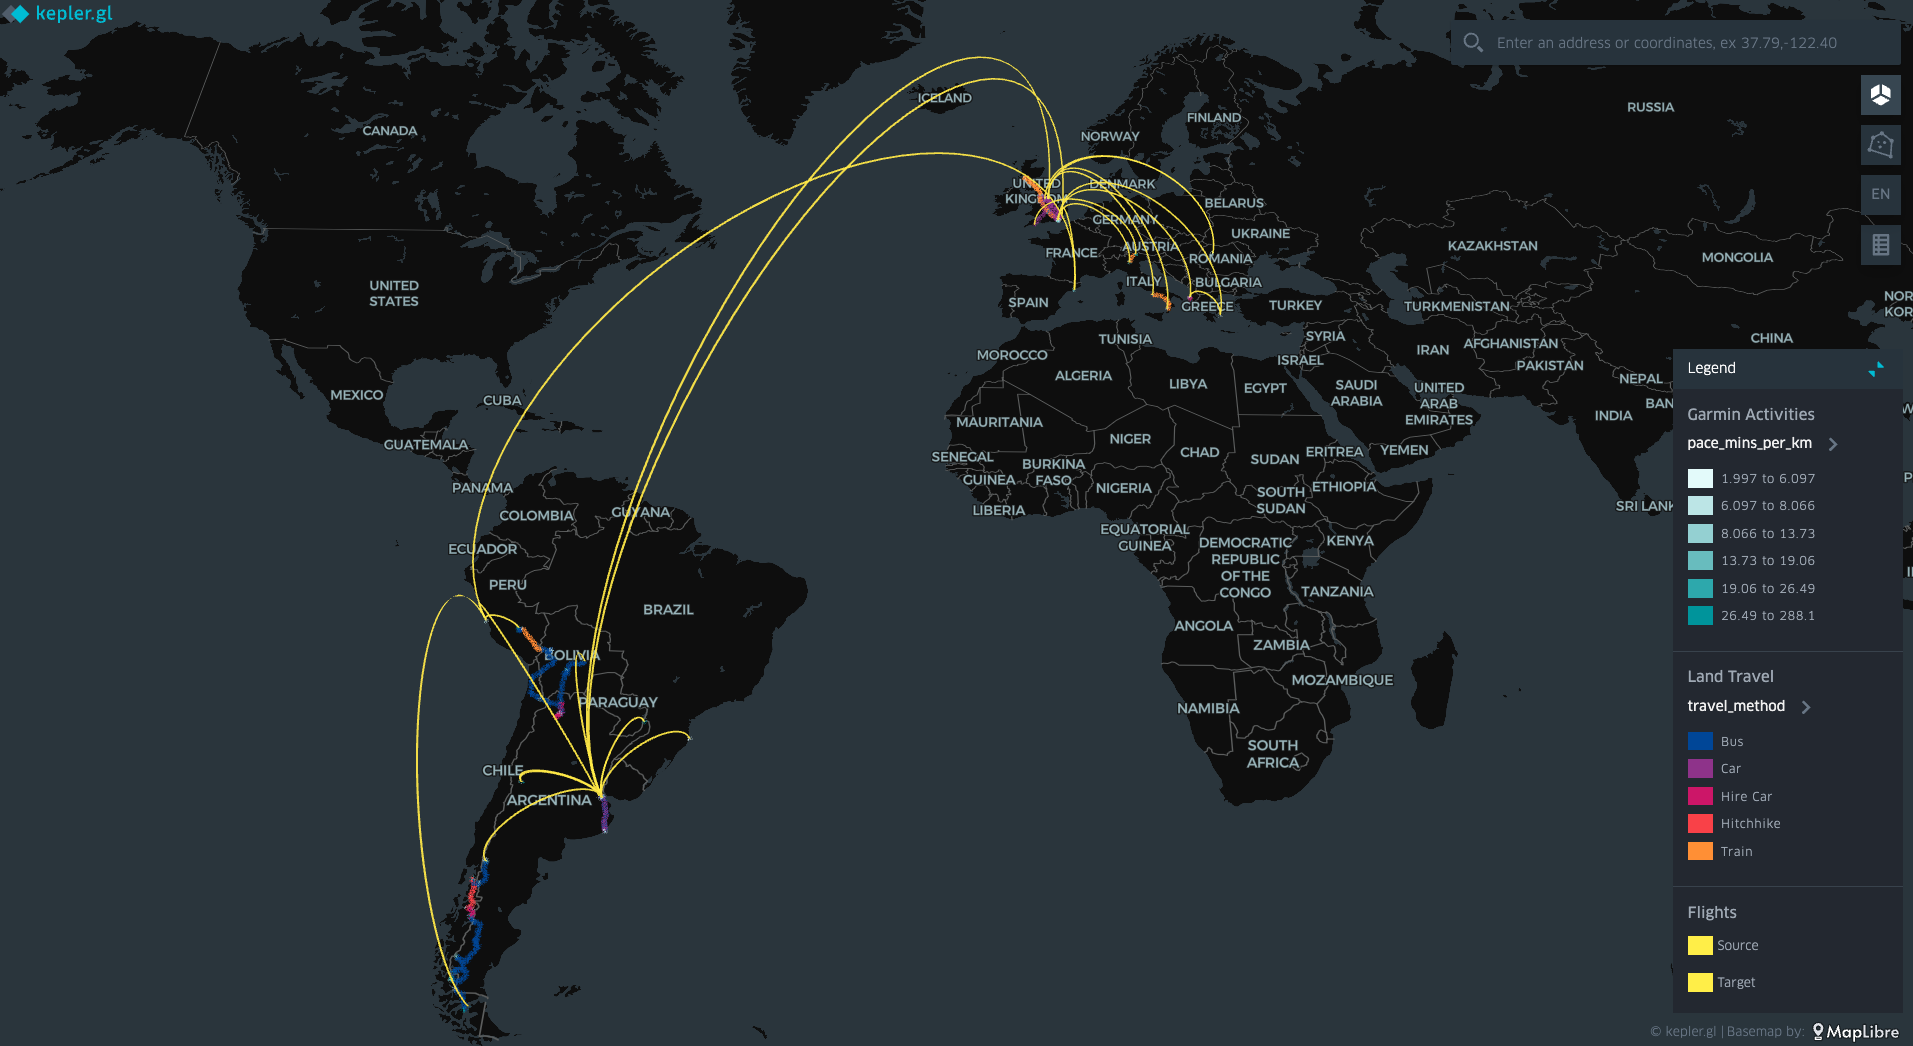 kepler.gl
Enter an address or coordinates, ex 37.79,-122.40
ICELAND
RUSSIA
FINLAND
CANADA
NORWAY
UNITED
KINGDOM
DENMARK
BELARUS
GERMANY
UKRAINE
EN
FRANCE
AUSTRIA
ROMANIA
KAZAKHSTAN
MONGOLIA
UNITED
STATES
ITALY
BULGARIA
SPAIN
GREECE
TURKEY
TURKMENISTAN
NOR
KOR
CHINA
TUNISIA
SYRIA
MOROCCO
ISRAEL
IRAN
AFGHANISTAN
PAKISTAN
ALGERIA
LIBYA
EGYPT
SAUDI
ARABIA
UNITED
ARAB
EMIRATES
NEPAL
BAN
INDIA
MEXICO
CUBA
MAURITANIA
GUATEMALA
NIGER
CHAD
SUDAN
ERITREA
YEMEN
SENEGAL
GUINEA
BURKINA
FASO
PANAMA
NIGERIA
SOUTH
SUDAN
ETHIOPIA
LIBERIA
SRI LANK
COLOMBIA
GUYANA
EQUATORIAL
GUINEA
DEMOCRATIC
REPUBLIC
OF THE
CONGO
KENYA
ECUADOR
PERU
BRAZIL
TANZANIA
ANGOLA
ZAMBIA
BOLIVIA
MOZAMBIQUE
PARAGUAY
NAMIBIA
SOUTH
AFRICA
CHILE
ARGENTINA
Legend
Garmin Activities
pace_mins_per_km
1.997 to 6.097
6.097 to 8.066
8.066 to 13.73
13.73 to 19.06
19.06 to 26.49
26.49 to 288.1
Land Travel
travel_method
Bus
Car
Hire Car
Hitchhike
Train
Flights
Source
Target
© kepler.gl | Basemap by: MapLibre